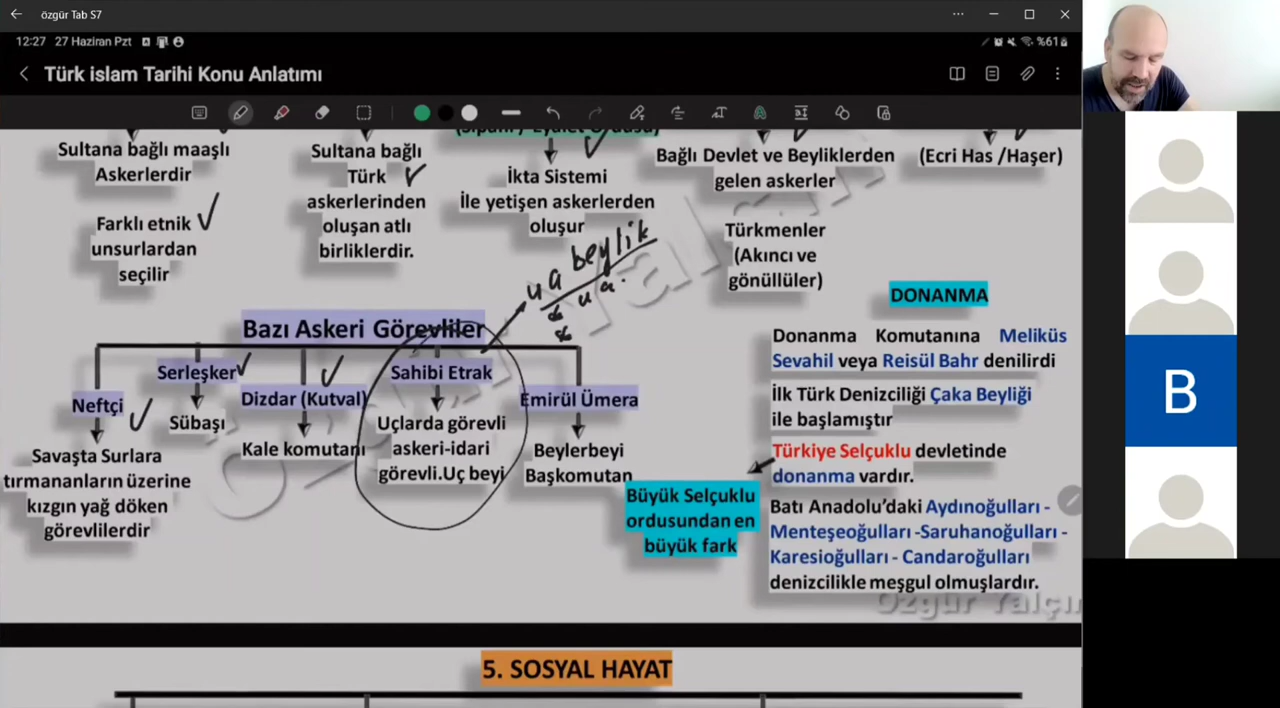 özgür Tab S7
12:27 27 Haziran Pzt
%61
Türk islam Tarihi Konu Anlatımı
Sultana bağlı maaşlı
Askerlerdir
Farklı etnik
unsurlardan
seçilir
Sultana bağlı
Türk
askerlerinden
oluşan atlı
birliklerdir.
İkta Sistemi
İle yetişen askerlerden
oluşur
Bağlı Devlet ve Beyliklerden
gelen askerler
Türkmenler
(Akıncı ve
gönüllüler)
(Ecri Has /Haşer)
beylik
Bazı Askeri Görevliler
Neftçi
Savaşta Surlara
tırmananların üzerine
kızgın yağ döken
görevlilerdir
Serleşker
Sübaşı
Dizdar (Kutval)
Kale komutanı
Sahibi Etrak
Uçlarda görevli
askeri-idari
görevli.Uç beyi
Emirül Ümera
Beylerbeyi
Başkomutan
DONANMA
Donanma Komutanına Meliküs
Sevahil veya Reisül Bahr denilirdi
İlk Türk Denizciliği Çaka Beyliği
ile başlamıştır
Türkiye Selçuklu devletinde
donanma vardır.
Büyük Selçuklu
ordusundan en
büyük fark
Batı Anadolu’daki Aydınoğulları -
Menteşeoğulları -Saruhanoğulları -
Karesioğulları - Candaroğulları
denizcilikle meşgul olmuşlardır.
Özgür Yalçın
5. SOSYAL HAYAT
B